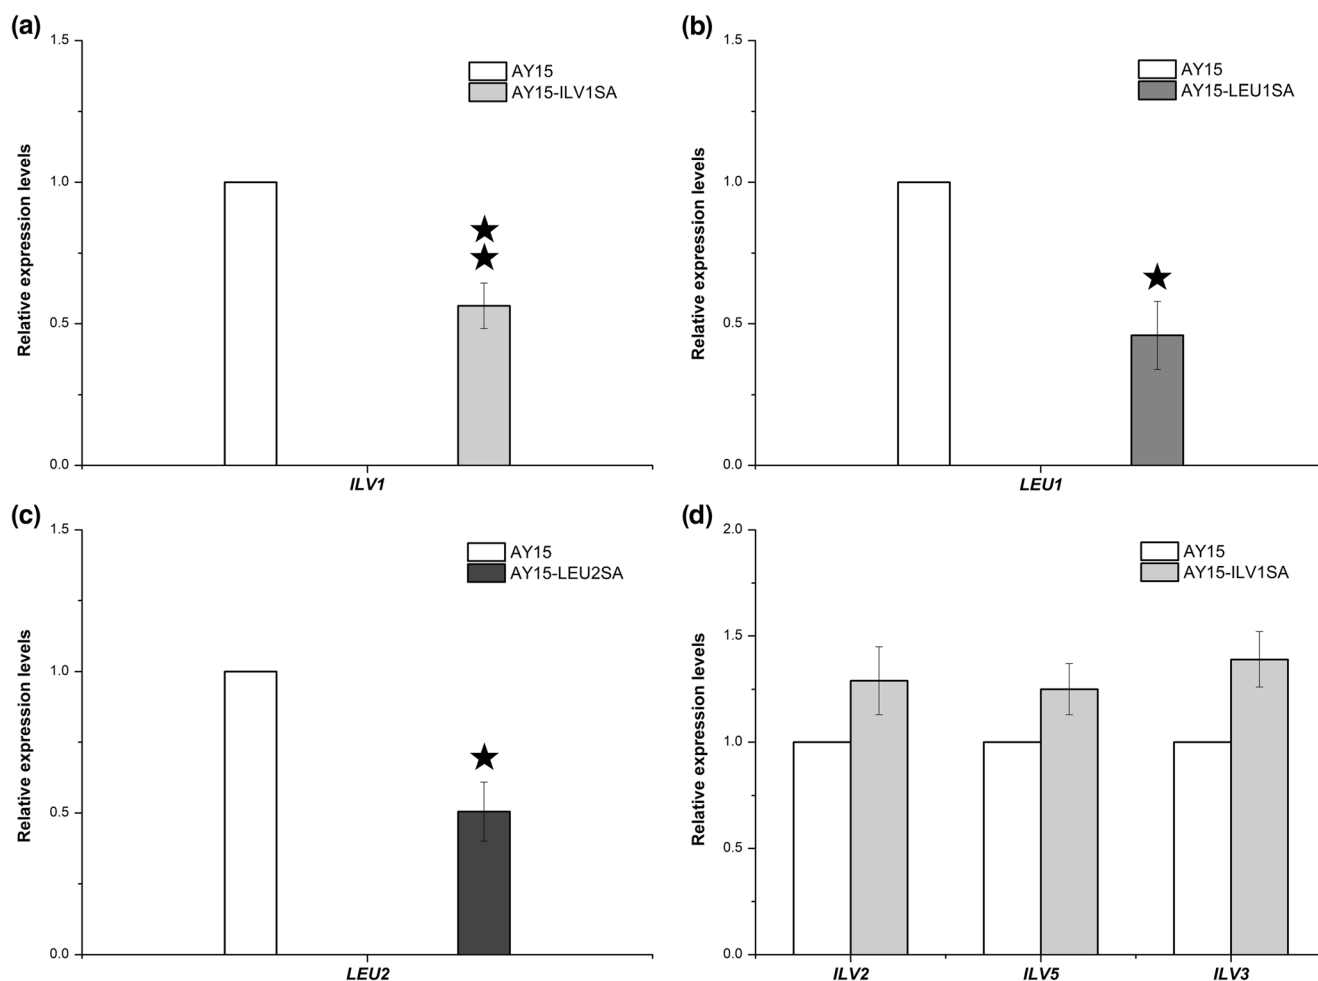 (a)
1.5
1.0
0.5
0.0
Relative expression levels
AY15
AY15-ILV1SA
ILV1
(b)
1.5
1.0
0.5
0.0
Relative expression levels
AY15
AY15-LEU1SA
LEU1
(c)
1.5
1.0
0.5
0.0
Relative expression levels
AY15
AY15-LEU2SA
LEU2
(d)
2.0
1.5
1.0
0.5
0.0
Relative expression levels
AY15
AY15-ILV1SA
ILV2 ILV5 ILV3